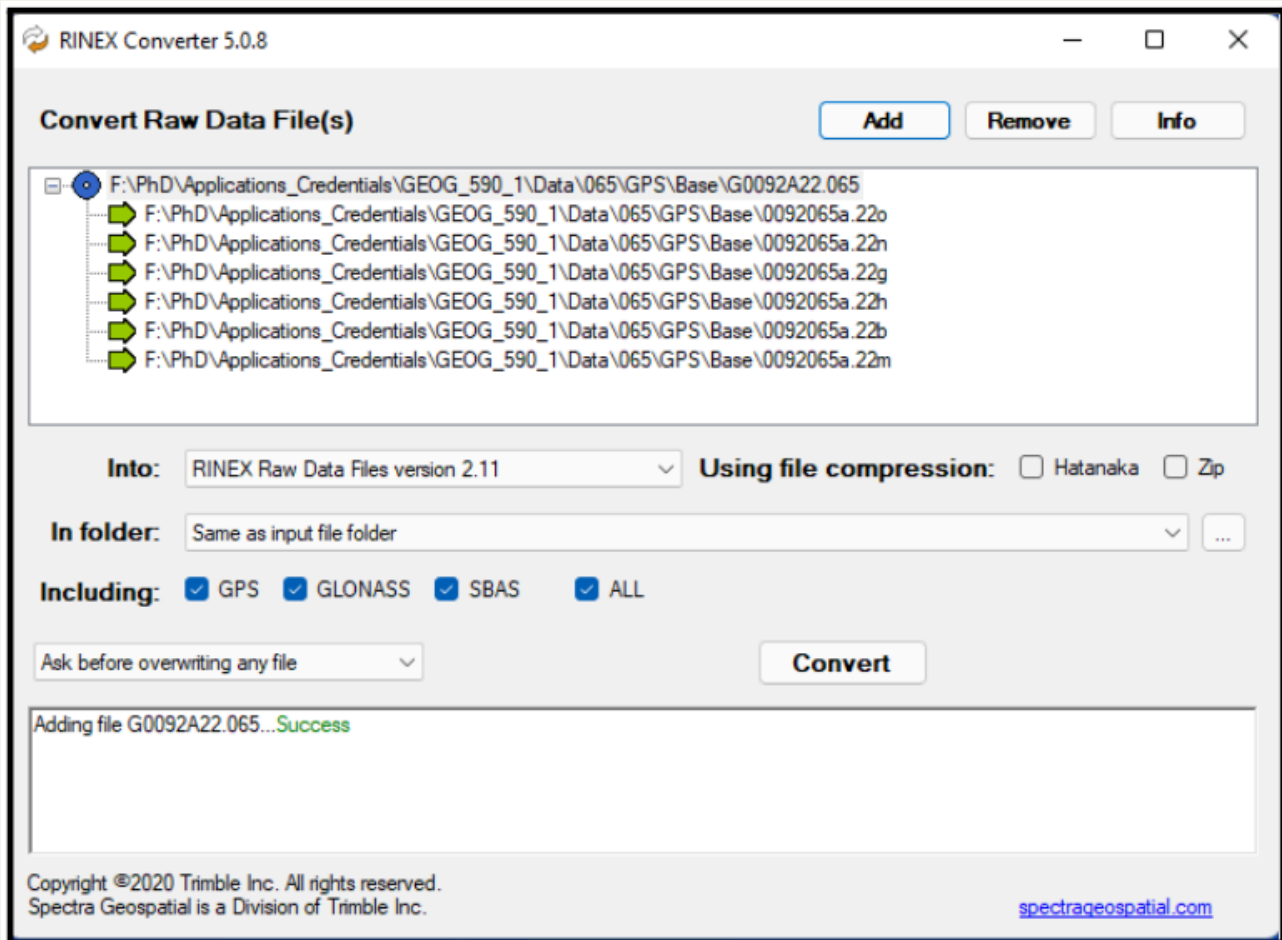 RINEX Converter 5.0.8
Convert Raw Data File(s)
Add
Remove
Info
F:\PhD\Applications_Credentials\GEOG_590_1\Data\065\GPS\Base\G0092A22.065
F:\PhD\Applications_Credentials\GEOG_590_1\Data\065\GPS\Base\0092065a.22o
F:\PhD\Applications_Credentials\GEOG_590_1\Data\065\GPS\Base\0092065a.22n
F:\PhD\Applications_Credentials\GEOG_590_1\Data\065\GPS\Base\0092065a.22g
F:\PhD\Applications_Credentials\GEOG_590_1\Data\065\GPS\Base\0092065a.22h
F:\PhD\Applications_Credentials\GEOG_590_1\Data\065\GPS\Base\0092065a.22b
F:\PhD\Applications_Credentials\GEOG_590_1\Data\065\GPS\Base\0092065a.22m
Into: RINEX Raw Data Files version 2.11 Using file compression: Hatanaka Zip
In folder: Same as input file folder ...
Including: GPS GLONASS SBAS ALL
Ask before overwriting any file Convert
Adding file G0092A22.065...Success
Copyright ©2020 Trimble Inc. All rights reserved.
Spectra Geospatial is a Division of Trimble Inc. spectrageospatial.com